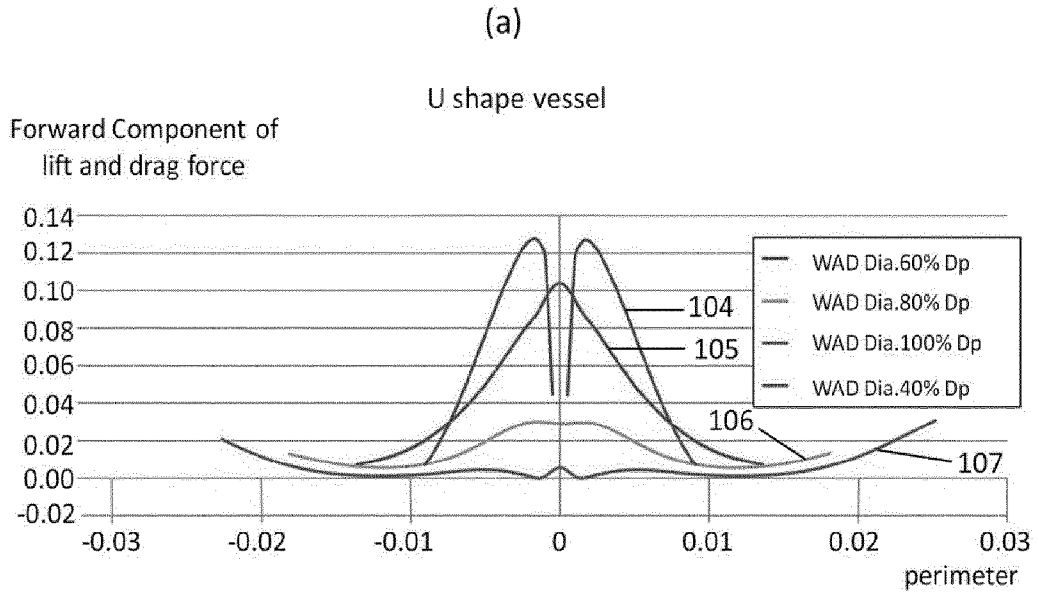 (a)
U shape vessel
Forward Component of
lift and drag force
0.14
0.12
0.10
0.08
0.06
0.04
0.02
0.00
-0.02
WAD Dia.60% Dp
WAD Dia.80% Dp
WAD Dia.100% Dp
WAD Dia.40% Dp
104
105
106
107
-0.03
-0.02
-0.01
0
0.01
0.02
0.03
perimeter